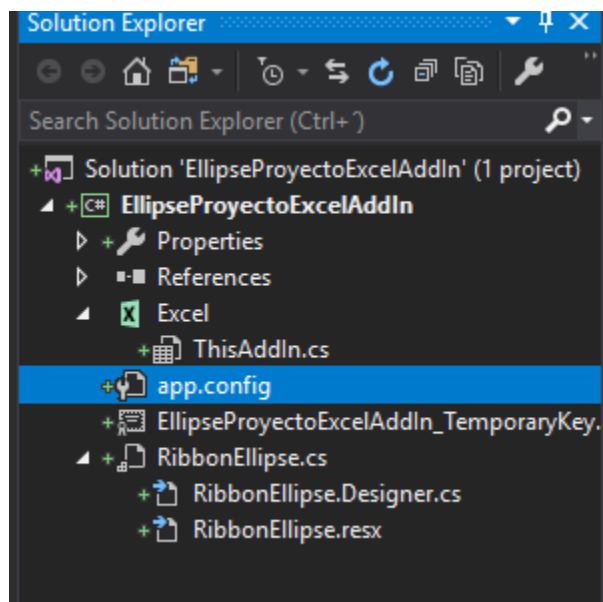 Solution Explorer
Search Solution Explorer (Ctrl+´)
Solution 'EllipseProyectoExcelAddIn' (1 project)
C# EllipseProyectoExcelAddIn
Properties
References
Excel
ThisAddIn.cs
app.config
EllipseProyectoExcelAddIn_TemporaryKey.
RibbonEllipse.cs
RibbonEllipse.Designer.cs
RibbonEllipse.resx